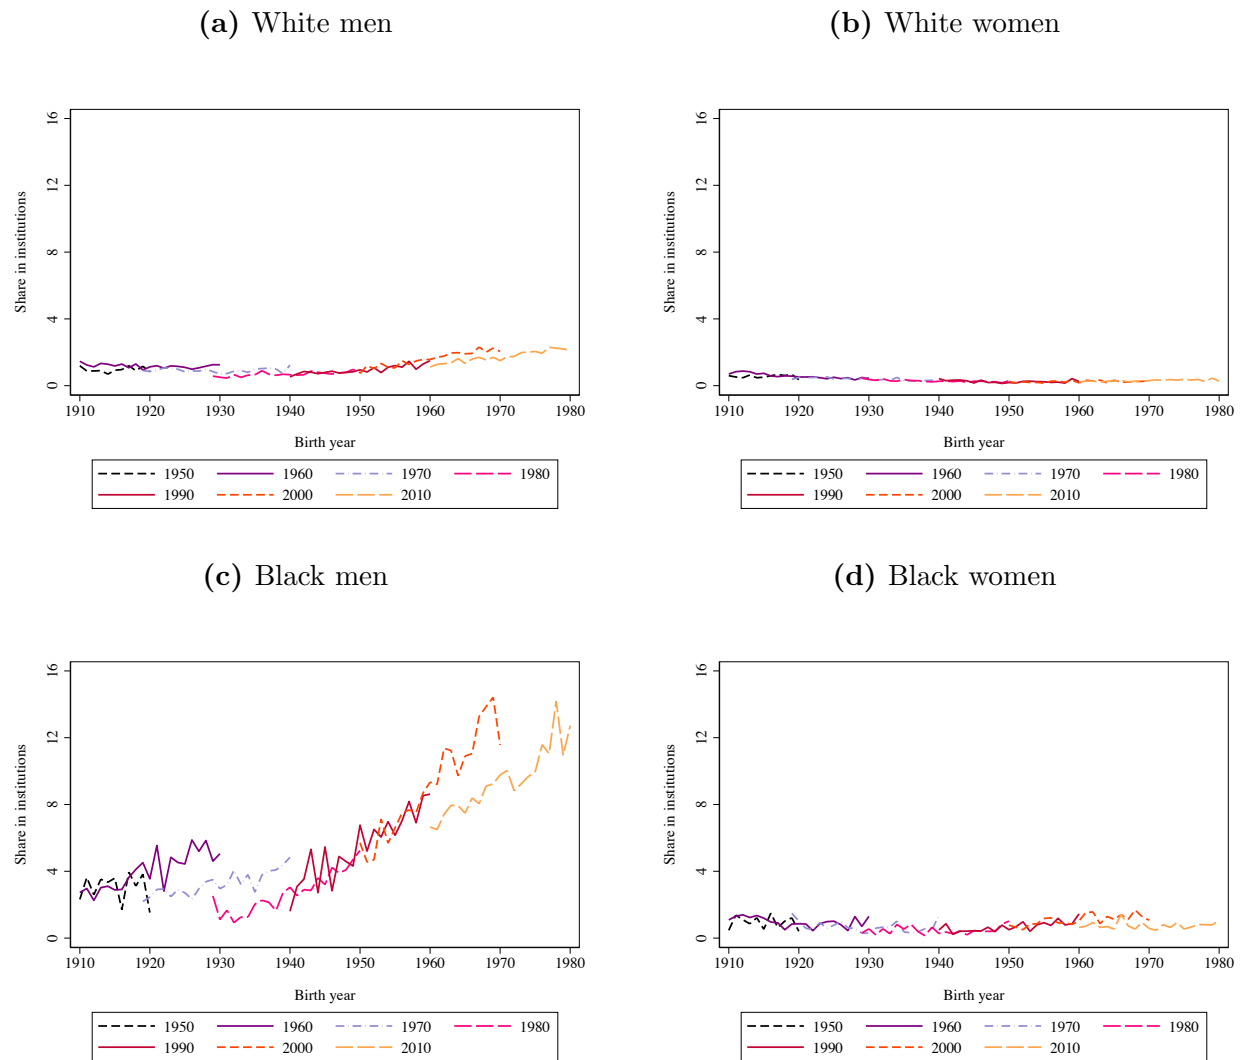 (a) White men
(b) White women
Share in institutions
0 4 8 12 16
1910 1920 1930 1940 1950 1960 1970 1980
Birth year
1950 1960 1970 1980
1990 2000 2010
Share in institutions
0 4 8 12 16
1910 1920 1930 1940 1950 1960 1970 1980
Birth year
1950 1960 1970 1980
1990 2000 2010
(c) Black men
(d) Black women
Share in institutions
0 4 8 12 16
1910 1920 1930 1940 1950 1960 1970 1980
Birth year
1950 1960 1970 1980
1990 2000 2010
Share in institutions
0 4 8 12 16
1910 1920 1930 1940 1950 1960 1970 1980
Birth year
1950 1960 1970 1980
1990 2000 2010